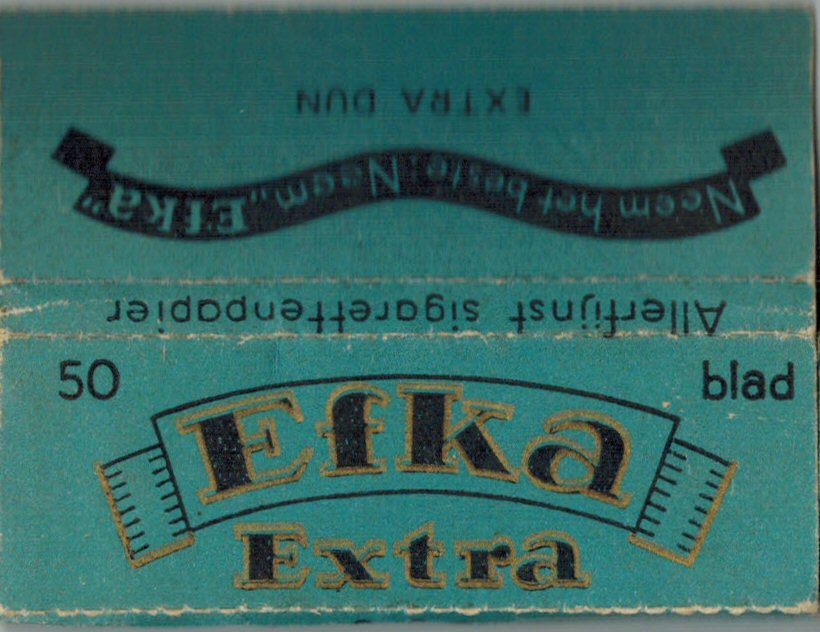 EXTRA DUN
Neem het beste: Neem „Efka”
Allerfijnst sigarettenpapier
50 blad
Efka
Extra